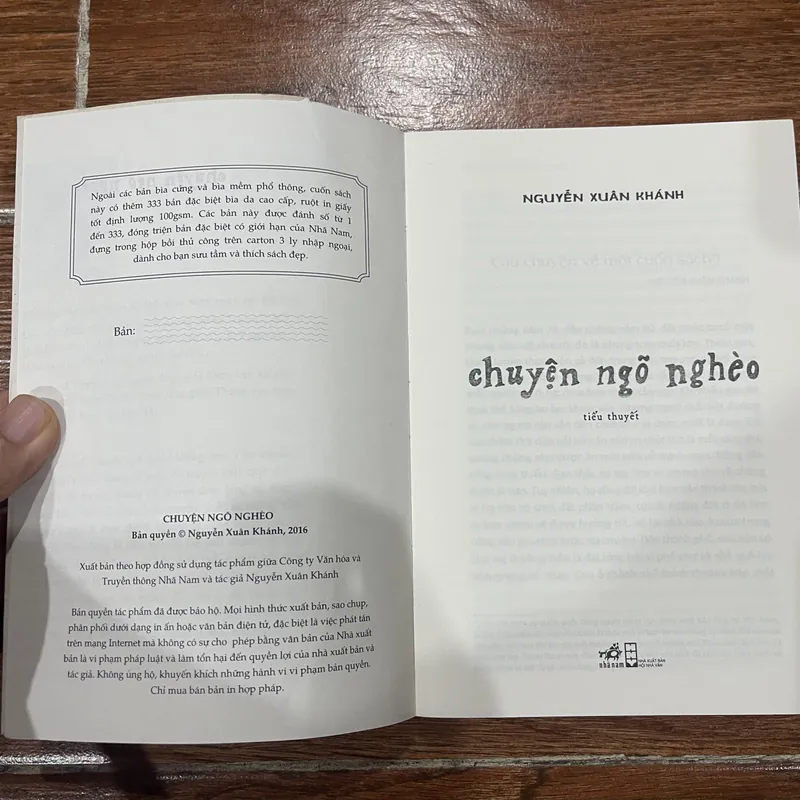 Ngoài các bản bìa cứng và bìa mềm phổ thông, cuốn sách
này có thêm 333 bản đặc biệt bìa da cao cấp, ruột in giấy
tốt định lượng 100gsm. Các bản này được đánh số từ 1
đến 333, đóng triện bản đặc biệt có giới hạn của Nhã Nam,
đựng trong hộp bồi thủ công trên carton 3 ly nhập ngoại,
dành cho bạn sưu tầm và thích sách đẹp.
Bản:
CHUYỆN NGÕ NGHÈO
Bản quyền © Nguyễn Xuân Khánh, 2016
Xuất bản theo hợp đồng sử dụng tác phẩm giữa Công ty Văn hóa và
Truyền thông Nhã Nam và tác giả Nguyễn Xuân Khánh
Bản quyền tác phẩm đã được bảo hộ. Mọi hình thức xuất bản, sao chụp,
phân phối dưới dạng in ấn hoặc văn bản điện tử, đặc biệt là việc phát tán
trên mạng Internet mà không có sự cho phép bằng văn bản của Nhà xuất
bản là vi phạm pháp luật và làm tổn hại đến quyền lợi của nhà xuất bản và
tác giả. Không ủng hộ, khuyến khích những hành vi vi phạm bản quyền.
Chỉ mua bán bản in hợp pháp.
NGUYỄN XUÂN KHÁNH
chuyện ngõ nghèo
tiểu thuyết
nhã nam
NHÀ XUẤT BẢN
HỘI NHÀ VĂN